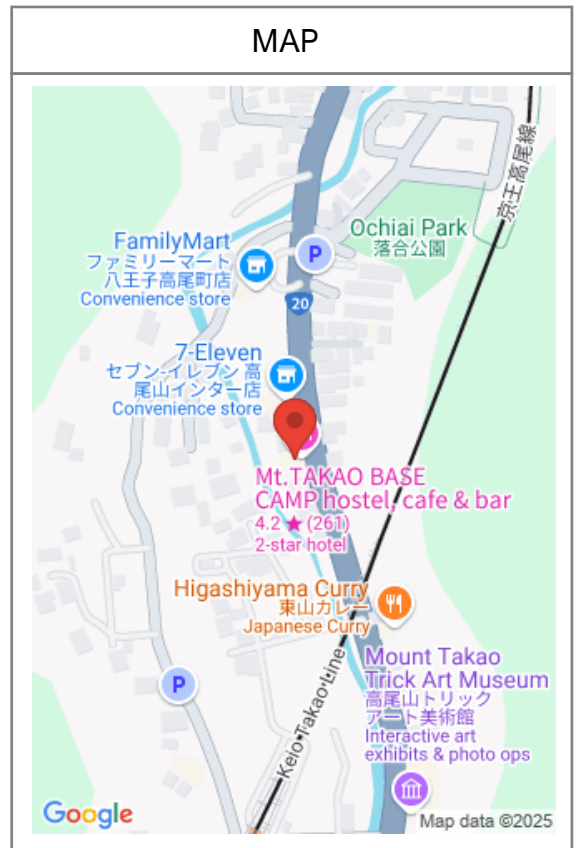 MAP
京王高尾線
Ochiai Park
落合公園
FamilyMart
ファミリーマート
八王子高尾町店
Convenience store
P
20
7-Eleven
セブン-イレブン 高
尾山インター店
Convenience store
Mt.TAKAO BASE
CAMP hostel, cafe & bar
4.2 ★ (261)
2-star hotel
Higashiyama Curry
東山カレー
Japanese Curry
Mount Takao
Trick Art Museum
高尾山トリック
アート美術館
Interactive art
exhibits & photo ops
P
Keio-Takao-Line
Google
Map data ©2025